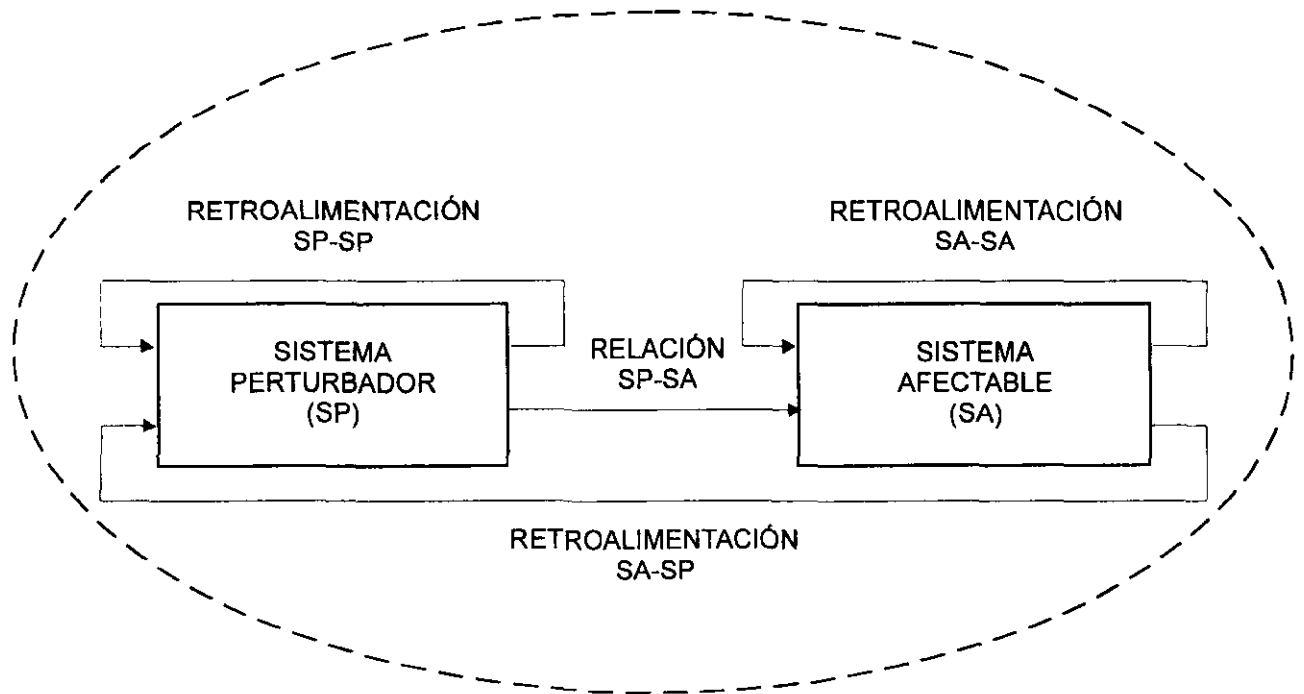 RETROALIMENTACIÓN
SP-SP
RETROALIMENTACIÓN
SA-SA
SISTEMA
PERTURBADOR
(SP)
RELACIÓN
SP-SA
SISTEMA
AFECTABLE
(SA)
RETROALIMENTACIÓN
SA-SP